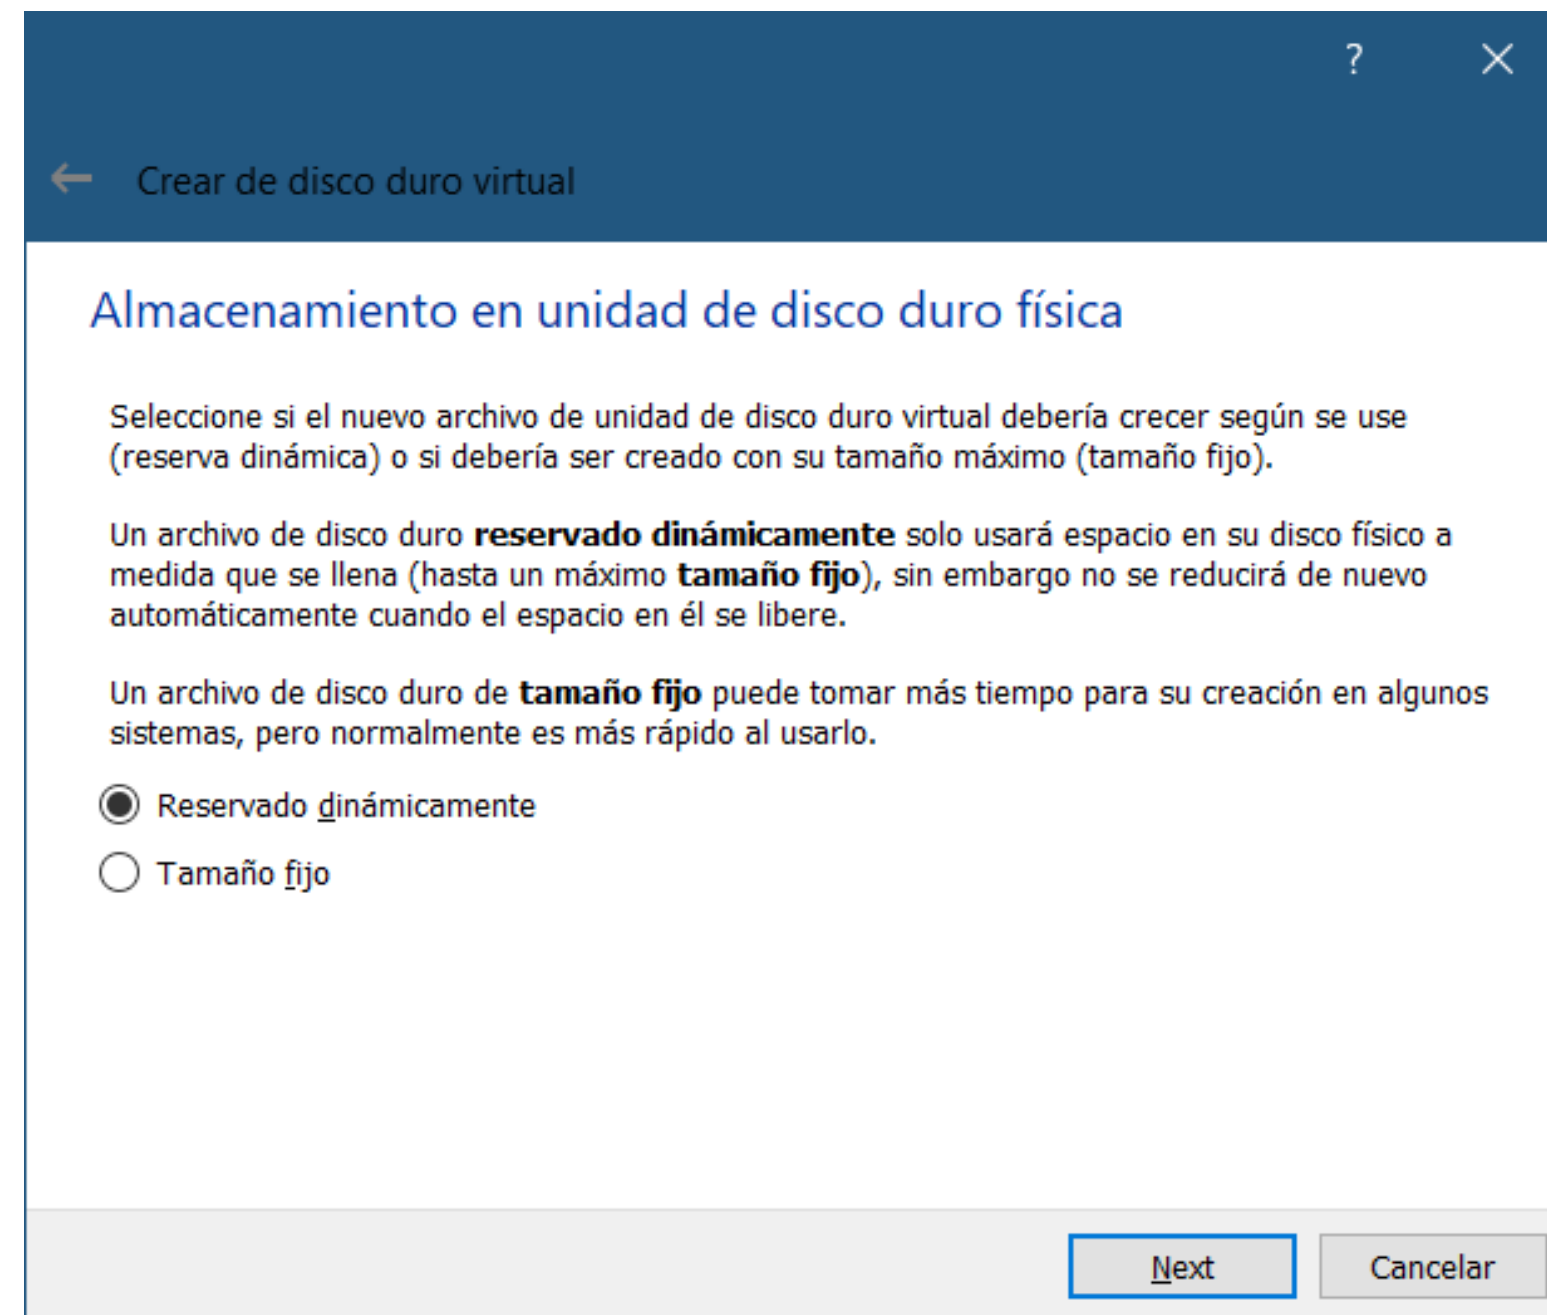 ?
Crear de disco duro virtual
Almacenamiento en unidad de disco duro física
Seleccione si el nuevo archivo de unidad de disco duro virtual debería crecer según se use
(reserva dinámica) o si debería ser creado con su tamaño máximo (tamaño fijo).
Un archivo de disco duro reservado dinámicamente solo usará espacio en su disco físico a
medida que se llena (hasta un máximo tamaño fijo), sin embargo no se reducirá de nuevo
automáticamente cuando el espacio en él se libere.
Un archivo de disco duro de tamaño fijo puede tomar más tiempo para su creación en algunos
sistemas, pero normalmente es más rápido al usarlo.
Reservado dinámicamente
Tamaño fijo
Next Cancelar